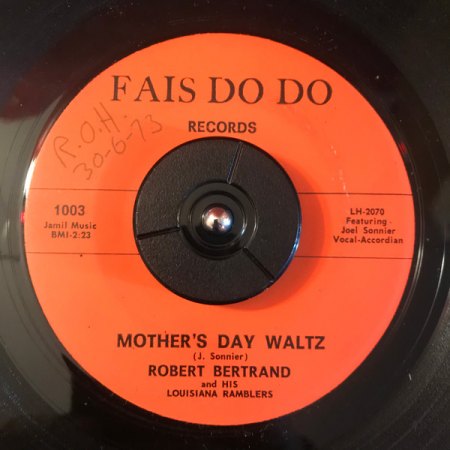 FAIS DO DO
RECORDS
R.O.H.
30-6-73
1003
Jamil Music
BMI-2:23
LH-2070
Featuring
Joel Sonnier
Vocal-Accordian
MOTHER'S DAY WALTZ
(J. Sonnier)
ROBERT BERTRAND
and HIS
LOUISIANA RAMBLERS